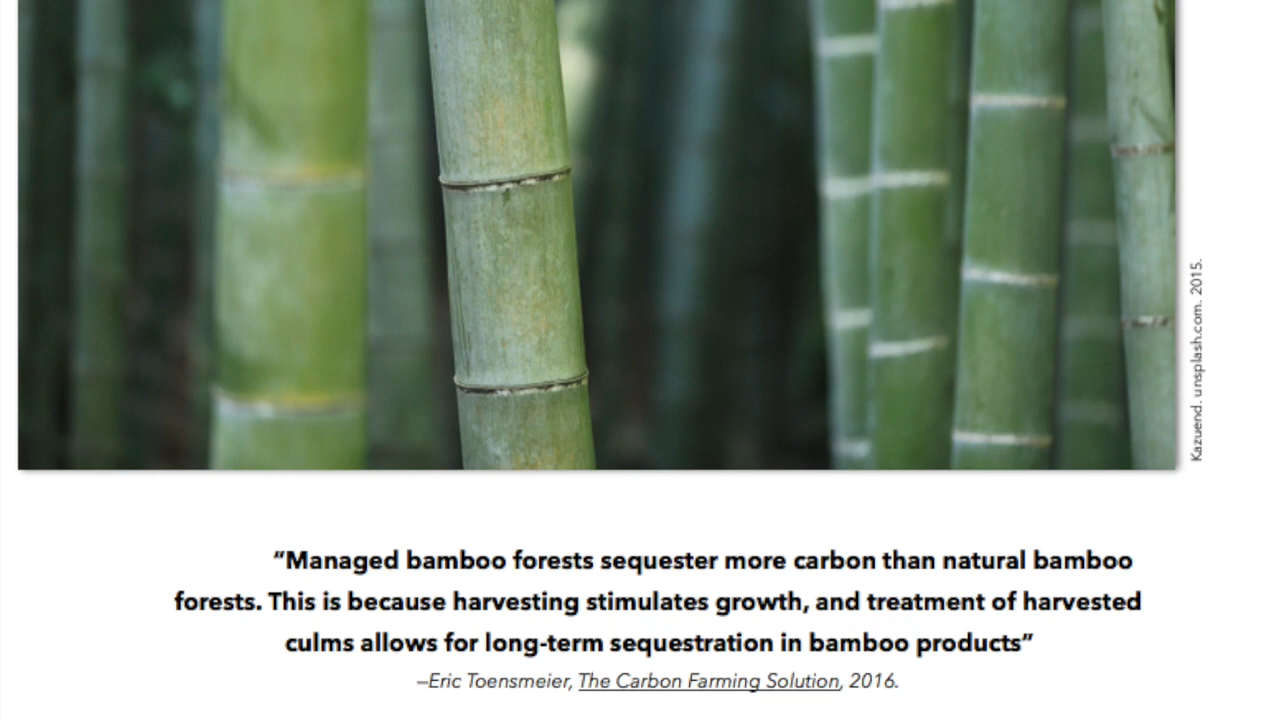 Kazuend. unsplash.com. 2015.
“Managed bamboo forests sequester more carbon than natural bamboo
forests. This is because harvesting stimulates growth, and treatment of harvested
culms allows for long-term sequestration in bamboo products”
–Eric Toensmeier, The Carbon Farming Solution, 2016.